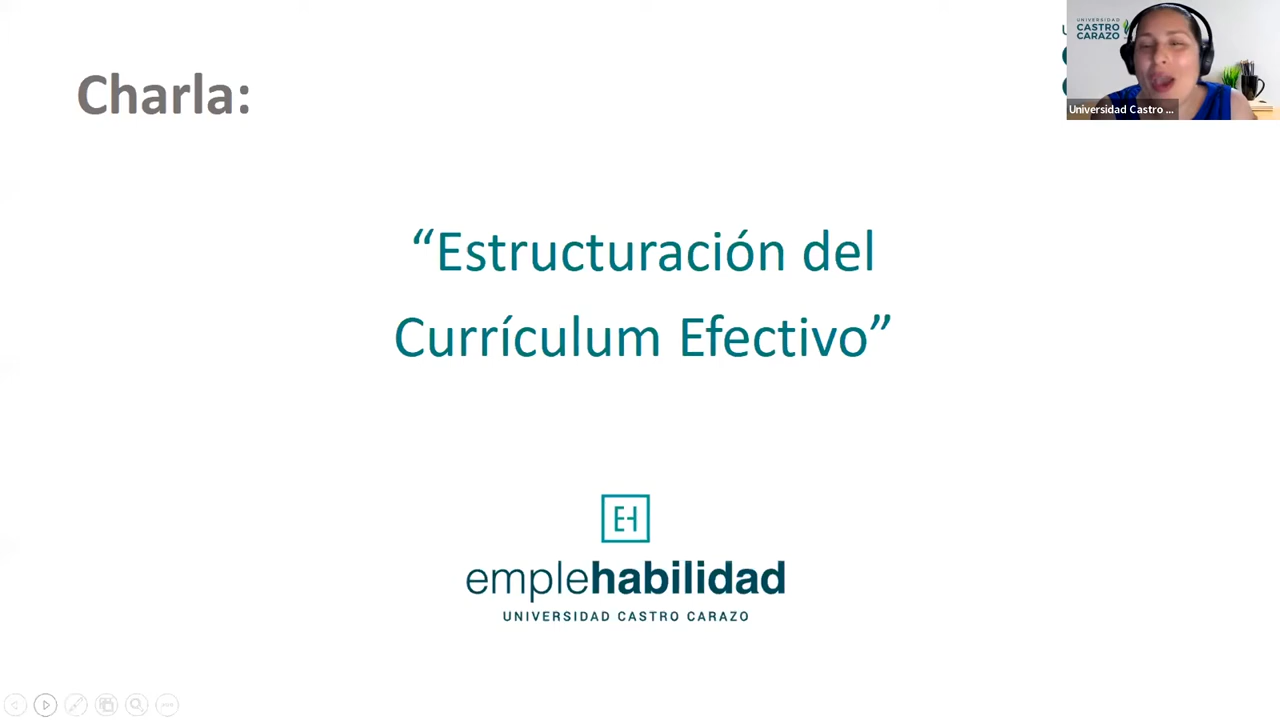 Charla:
UNIVERSIDAD
CASTRO
CARAZO
Universidad Castro ...
“Estructuración del
Currículum Efectivo”
EH
emplehabilidad
UNIVERSIDAD CASTRO CARAZO